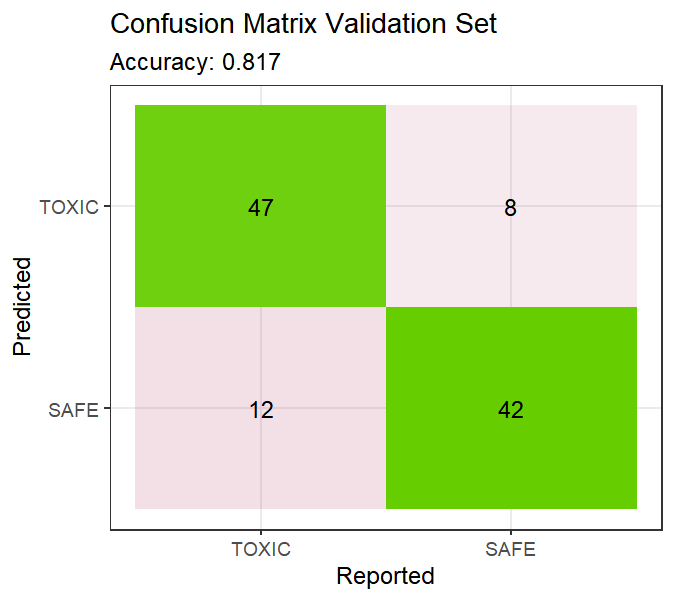 Confusion Matrix Validation Set
Accuracy: 0.817
TOXIC
47
8
Predicted
SAFE
12
42
TOXIC
SAFE
Reported